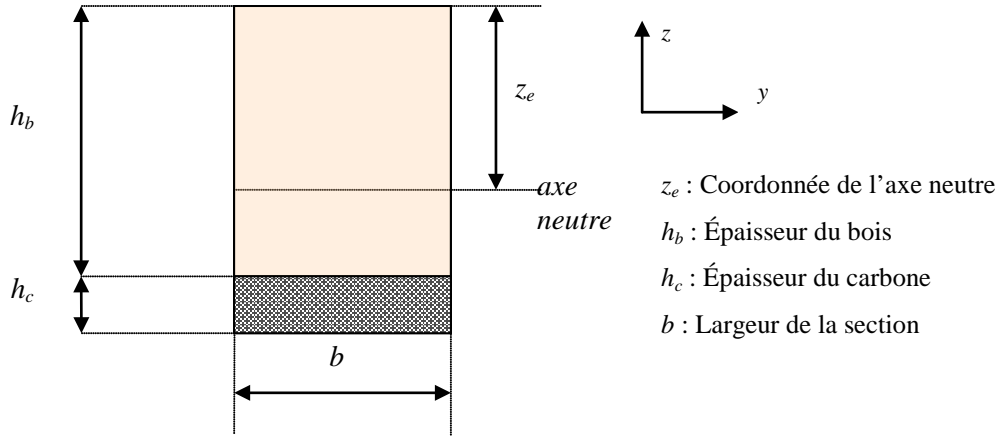 z
h_b
z_e
y
axe
neutre
h_c
b
z_e : Coordonnée de l'axe neutre
h_b : Épaisseur du bois
h_c : Épaisseur du carbone
b : Largeur de la section